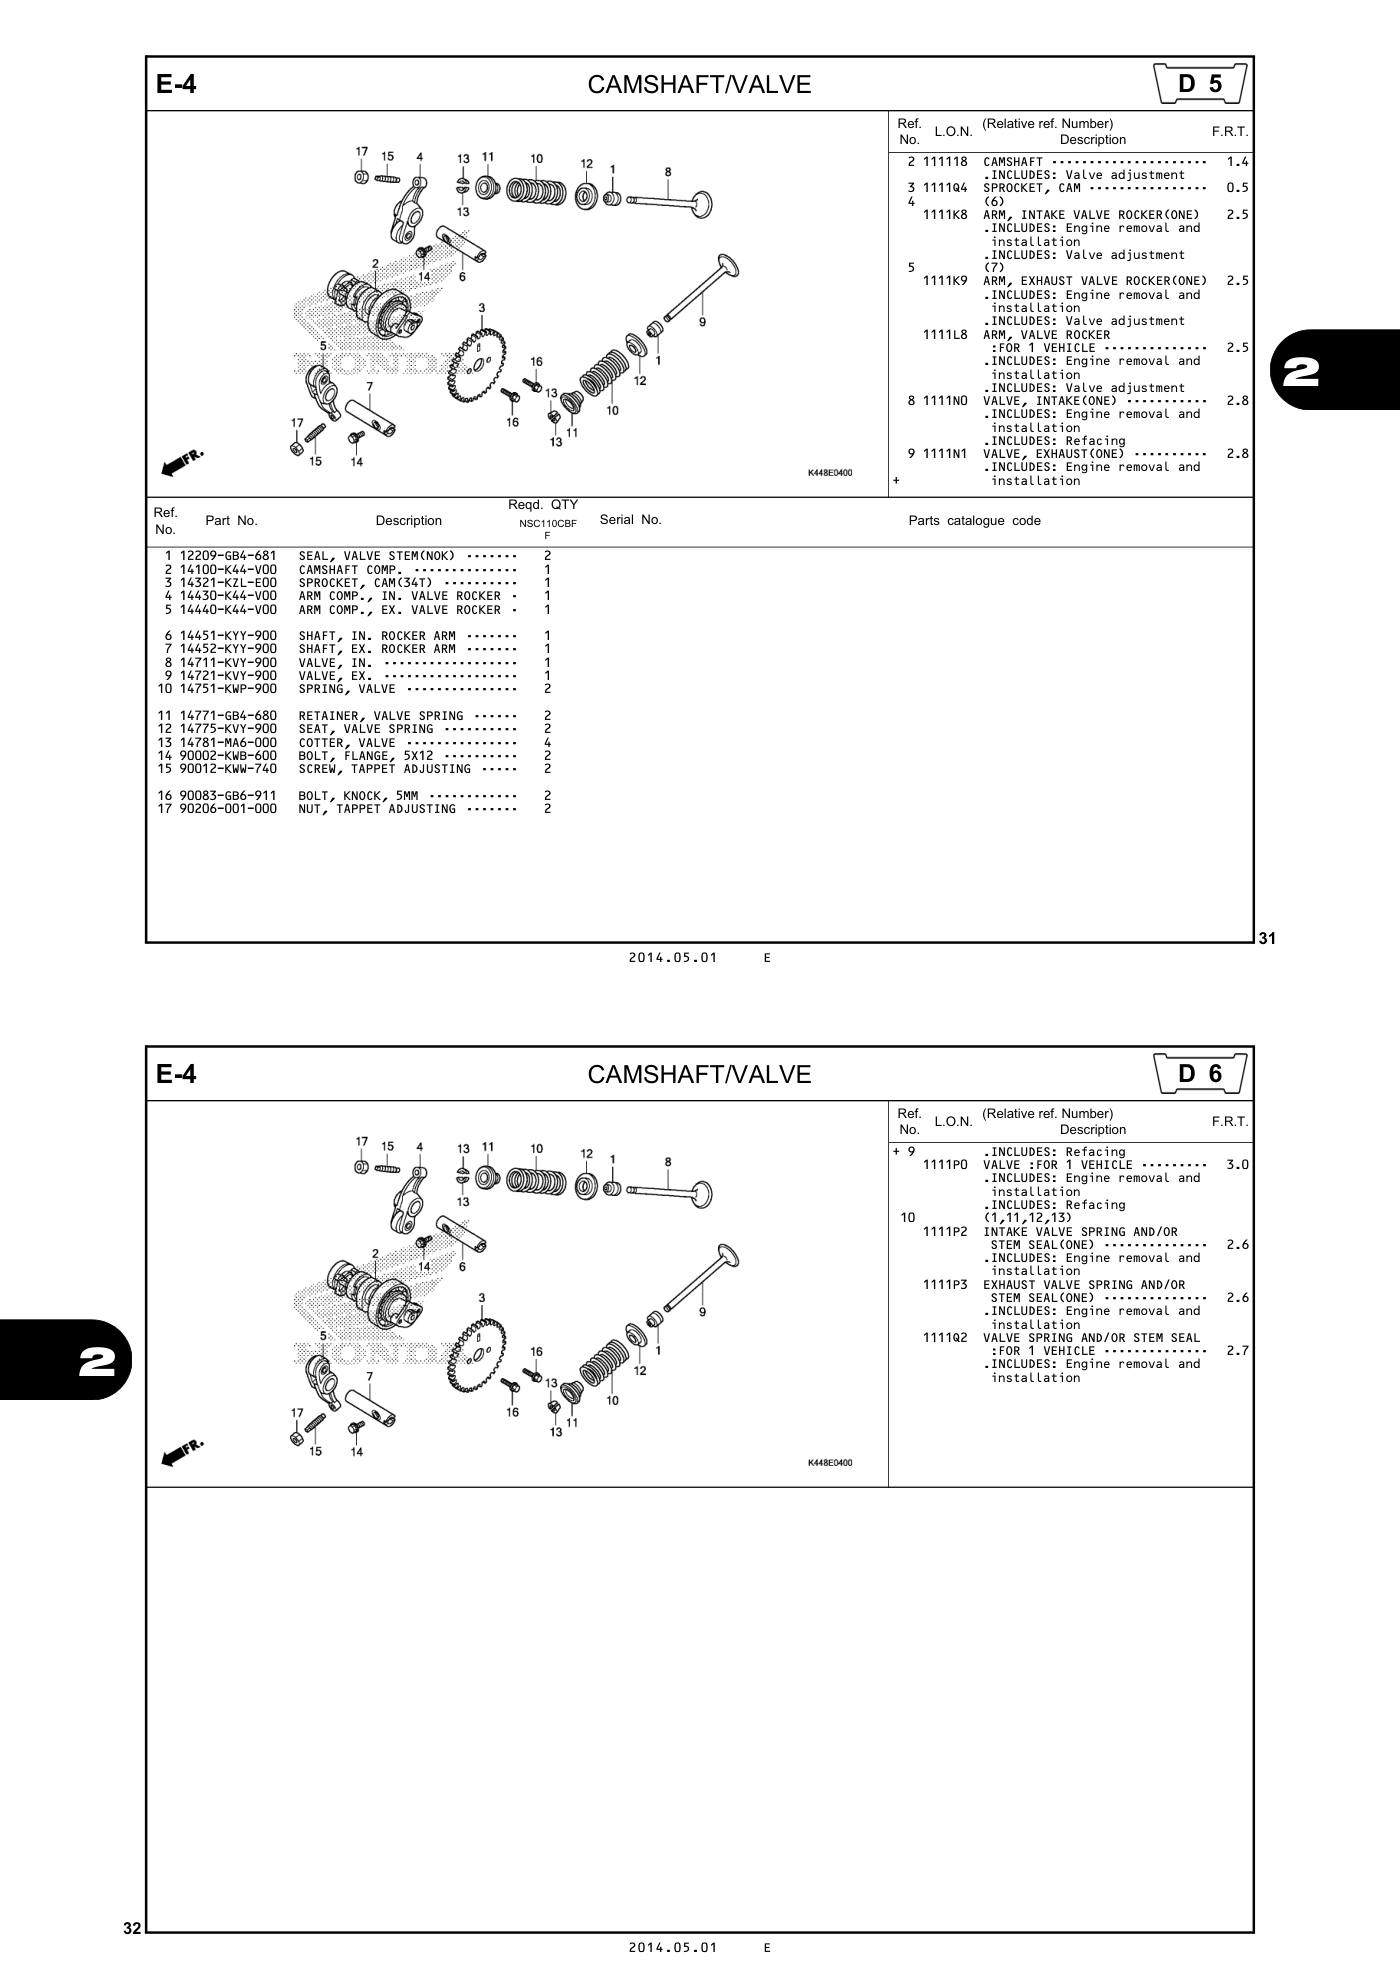 E-4 CAMSHAFT/VALVE D 5
Ref. No. L.O.N. (Relative ref. Number) Description F.R.T.
2 111118 CAMSHAFT -------------------- 1.4
.INCLUDES: Valve adjustment
3 1111Q4 SPROCKET, CAM --------------- 0.5
4 (6)
1111K8 ARM, INTAKE VALVE ROCKER(ONE) 2.5
.INCLUDES: Engine removal and
installation
.INCLUDES: Valve adjustment
5 (7)
1111K9 ARM, EXHAUST VALVE ROCKER(ONE) 2.5
.INCLUDES: Engine removal and
installation
.INCLUDES: Valve adjustment
1111L8 ARM, VALVE ROCKER
:FOR 1 VEHICLE -------------- 2.5
.INCLUDES: Engine removal and
installation
.INCLUDES: Valve adjustment
8 1111N0 VALVE, INTAKE(ONE) ---------- 2.8
.INCLUDES: Engine removal and
installation
.INCLUDES: Refacing
9 1111N1 VALVE, EXHAUST(ONE) --------- 2.8
.INCLUDES: Engine removal and
+ installation
17 15 4 13 11 10 12 1 8
13
14 6
2
3 9
5 16 1
7 13 12
17 16 10
15 14 13 11
HONDA
FR.
K448E0400
2
Ref. No. Part No. Description Reqd. QTY NSC110CBF F Serial No. Parts catalogue code
1 12209-GB4-681 SEAL, VALVE STEM(NOK) ------- 2
2 14100-K44-V00 CAMSHAFT COMP. -------------- 1
3 14321-KZL-E00 SPROCKET, CAM(34T) ---------- 1
4 14430-K44-V00 ARM COMP., IN. VALVE ROCKER - 1
5 14440-K44-V00 ARM COMP., EX. VALVE ROCKER - 1
6 14451-KYY-900 SHAFT, IN. ROCKER ARM ------- 1
7 14452-KYY-900 SHAFT, EX. ROCKER ARM ------- 1
8 14711-KVY-900 VALVE, IN. ------------------ 1
9 14721-KVY-900 VALVE, EX. ------------------ 1
10 14751-KWP-900 SPRING, VALVE --------------- 2
11 14771-GB4-680 RETAINER, VALVE SPRING ------ 2
12 14775-KVY-900 SEAT, VALVE SPRING ---------- 2
13 14781-MA6-000 COTTER, VALVE --------------- 4
14 90002-KWB-600 BOLT, FLANGE, 5X12 ---------- 2
15 90012-KWW-740 SCREW, TAPPET ADJUSTING ----- 2
16 90083-GB6-911 BOLT, KNOCK, 5MM ------------ 2
17 90206-001-000 NUT, TAPPET ADJUSTING ------- 2
31
2014.05.01 E
E-4 CAMSHAFT/VALVE D 6
Ref. No. L.O.N. (Relative ref. Number) Description F.R.T.
+ 9 .INCLUDES: Refacing
1111P0 VALVE :FOR 1 VEHICLE --------- 3.0
.INCLUDES: Engine removal and
installation
.INCLUDES: Refacing
10 (1,11,12,13)
1111P2 INTAKE VALVE SPRING AND/OR
STEM SEAL(ONE) -------------- 2.6
.INCLUDES: Engine removal and
installation
1111P3 EXHAUST VALVE SPRING AND/OR
STEM SEAL(ONE) -------------- 2.6
.INCLUDES: Engine removal and
installation
1111Q2 VALVE SPRING AND/OR STEM SEAL
:FOR 1 VEHICLE -------------- 2.7
.INCLUDES: Engine removal and
installation
17 15 4 13 11 10 12 1 8
13
14 6
2
3 9
5 16 1
7 13 12
17 16 10
15 14 13 11
HONDA
FR.
K448E0400
2
32
2014.05.01 E